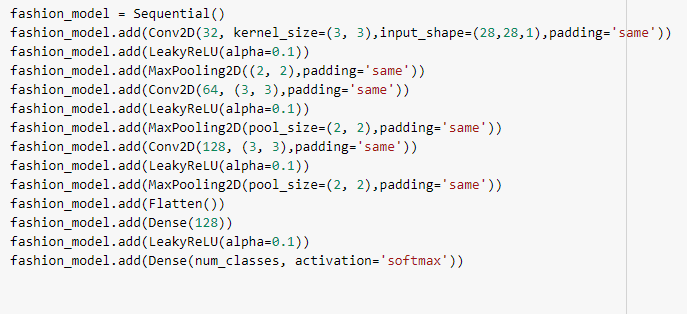 fashion_model = Sequential()
fashion_model.add(Conv2D(32, kernel_size=(3, 3),input_shape=(28,28,1),padding='same'))
fashion_model.add(LeakyReLU(alpha=0.1))
fashion_model.add(MaxPooling2D((2, 2),padding='same'))
fashion_model.add(Conv2D(64, (3, 3),padding='same'))
fashion_model.add(LeakyReLU(alpha=0.1))
fashion_model.add(MaxPooling2D(pool_size=(2, 2),padding='same'))
fashion_model.add(Conv2D(128, (3, 3),padding='same'))
fashion_model.add(LeakyReLU(alpha=0.1))
fashion_model.add(MaxPooling2D(pool_size=(2, 2),padding='same'))
fashion_model.add(Flatten())
fashion_model.add(Dense(128))
fashion_model.add(LeakyReLU(alpha=0.1))
fashion_model.add(Dense(num_classes, activation='softmax'))